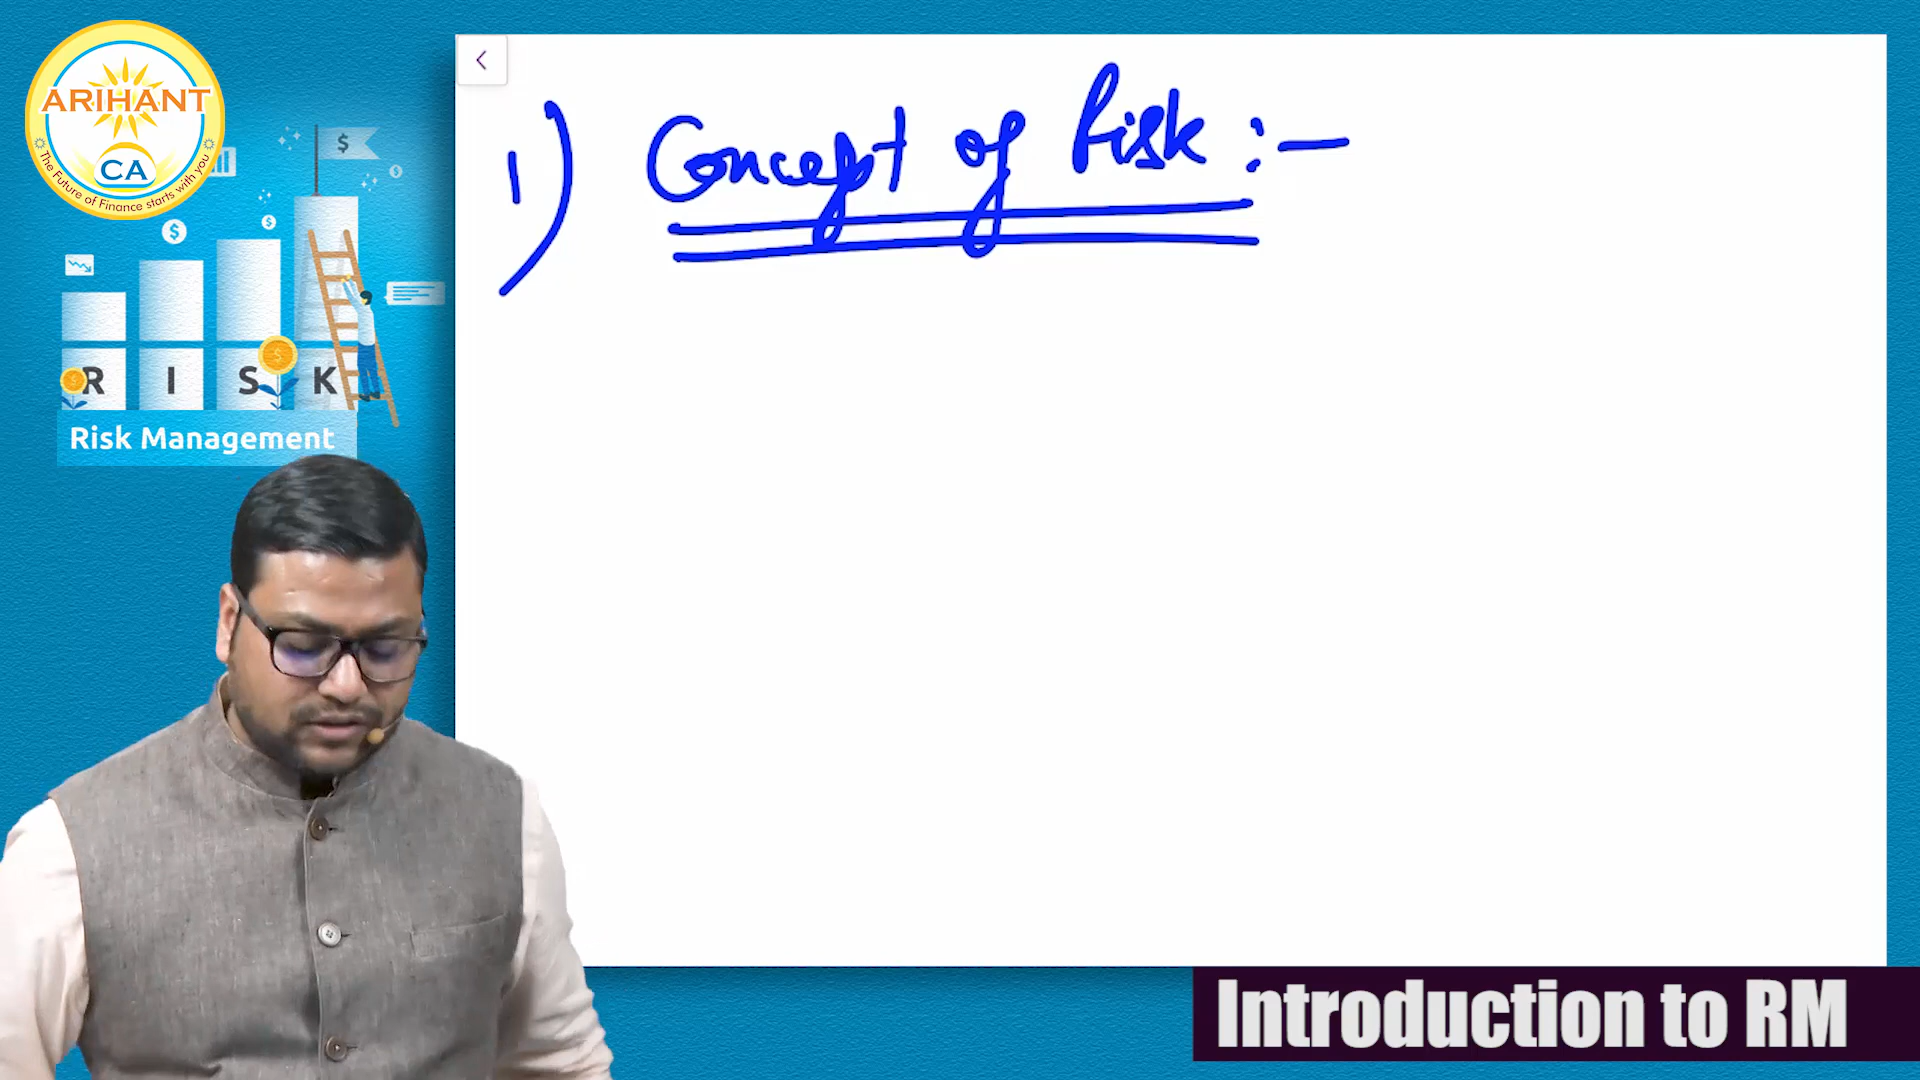 ARIHANT
CA
The Future of Finance starts with you
$
$
$
$
R I S K
Risk Management
1) Concept of Risk :-
Introduction to RM